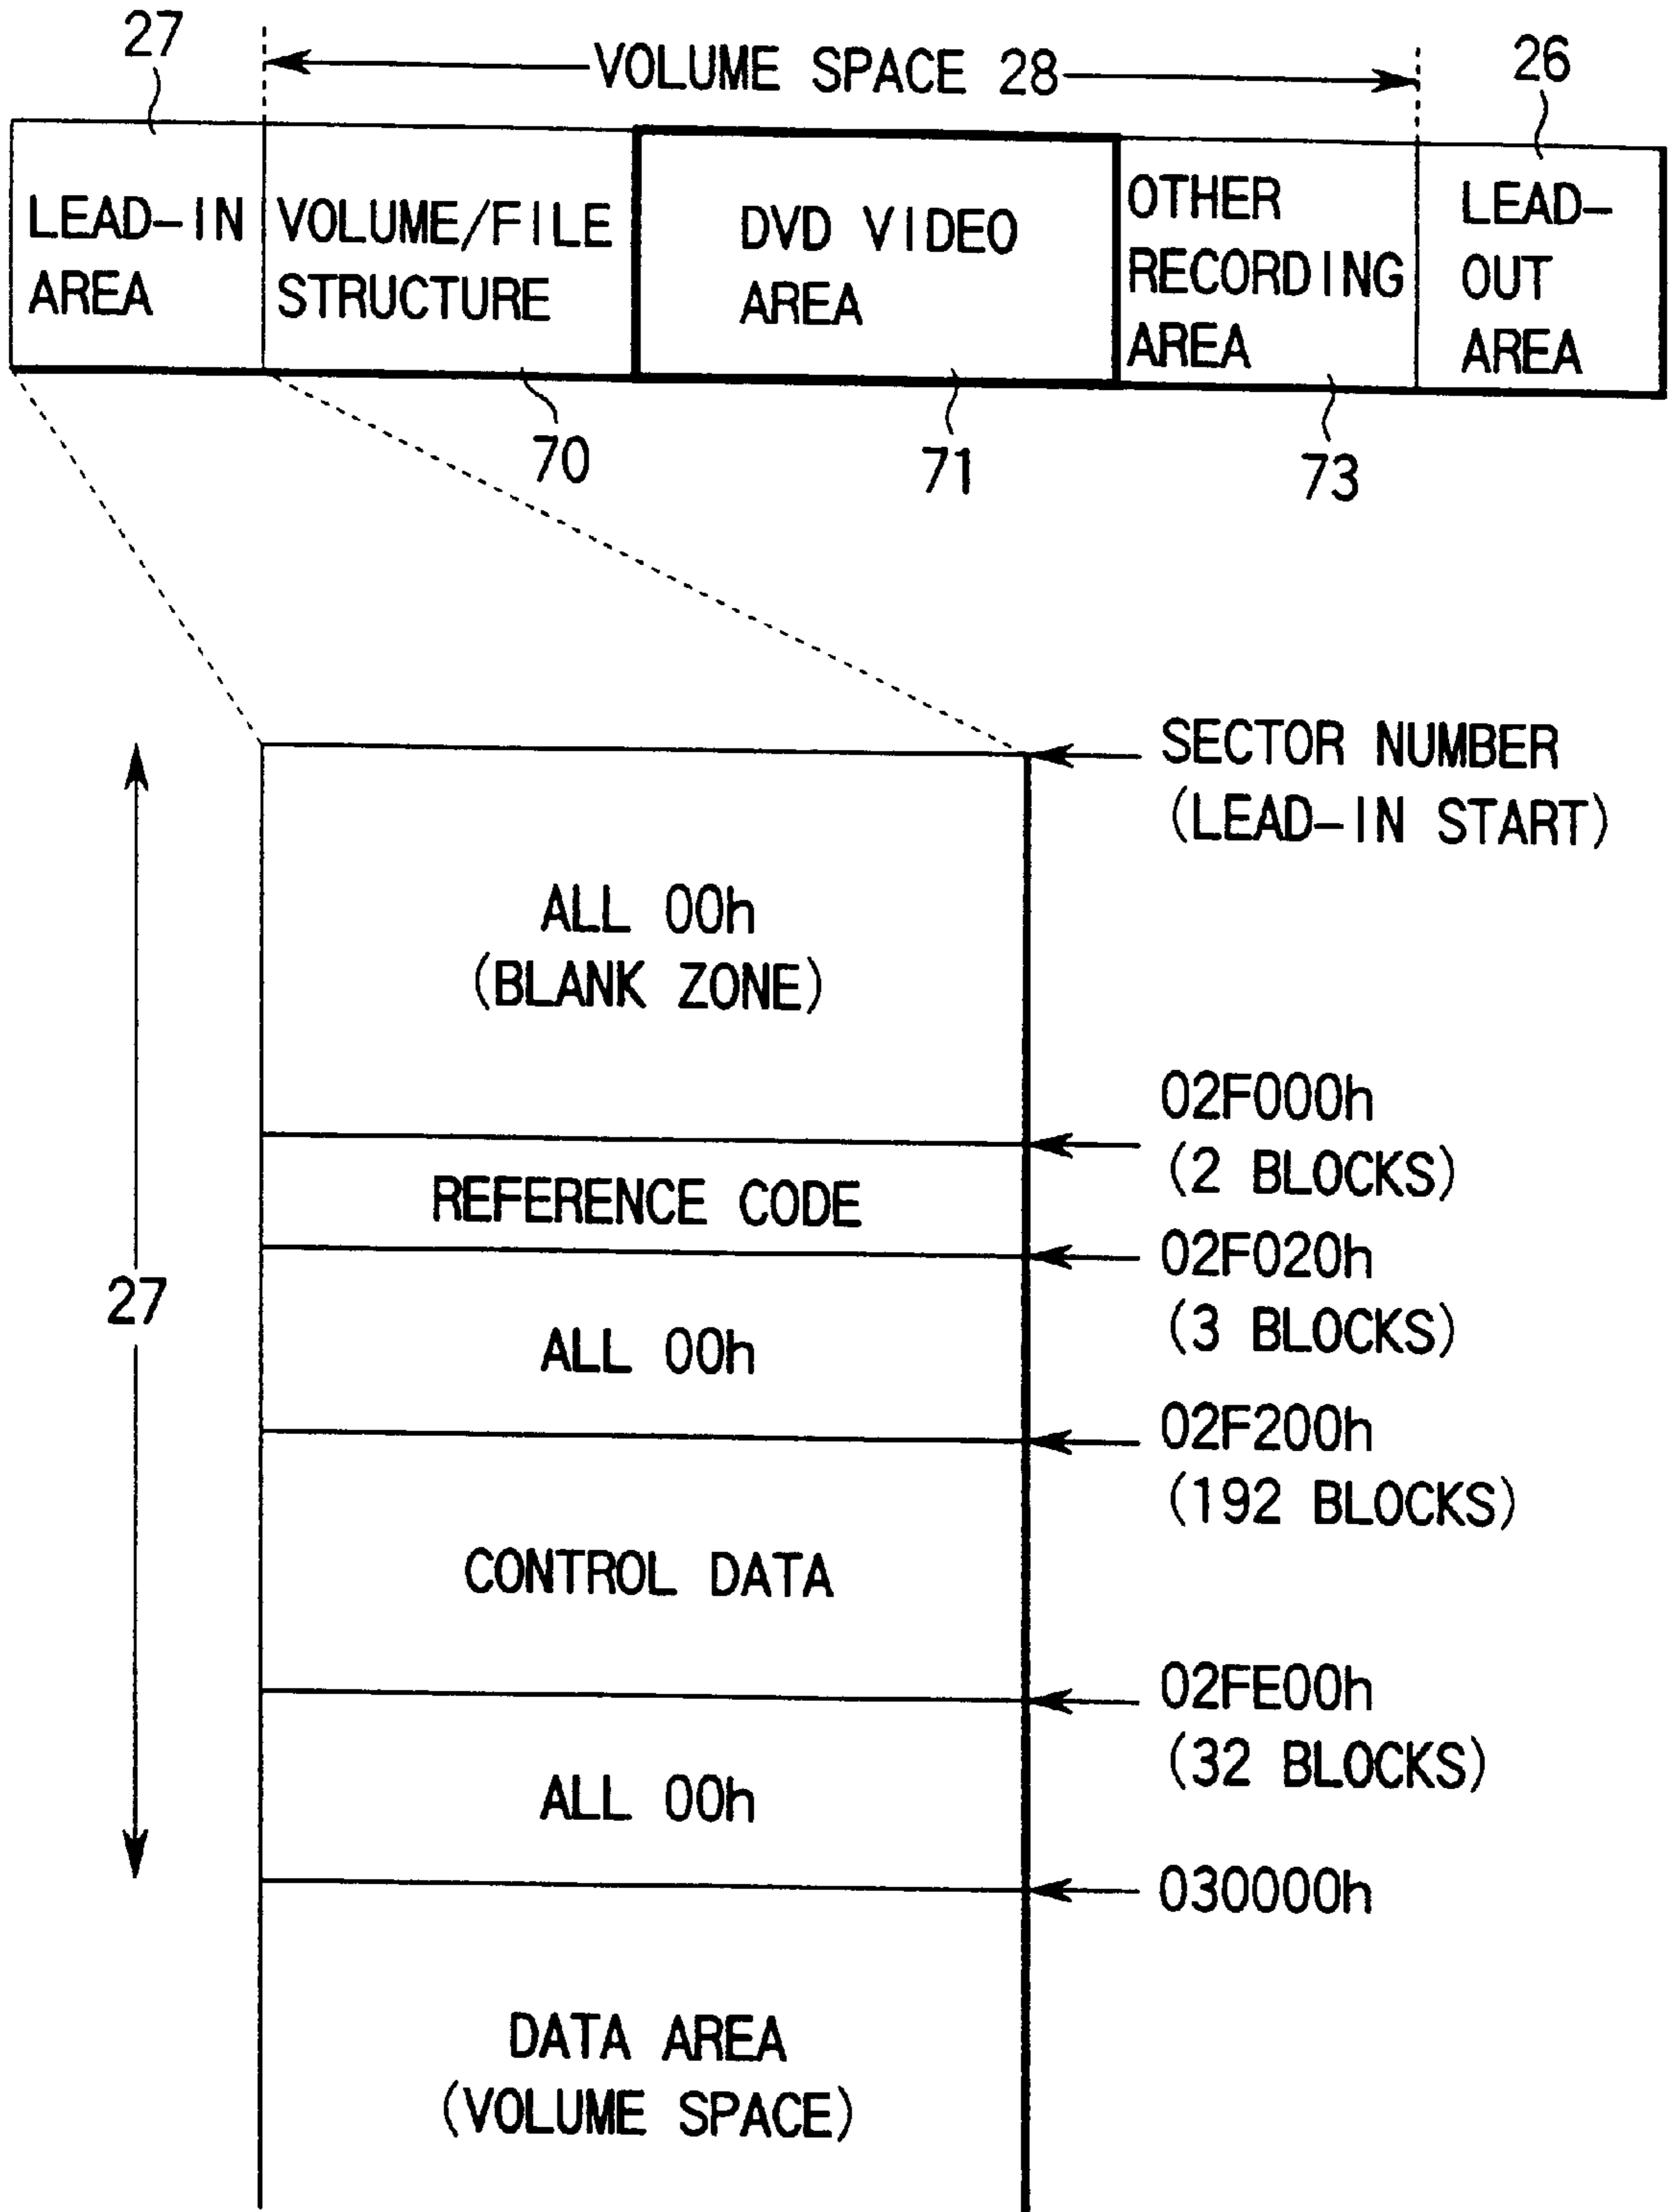 27
VOLUME SPACE 28
26
LEAD-IN
AREA
VOLUME/FILE
STRUCTURE
DVD VIDEO
AREA
OTHER
RECORDING
AREA
LEAD-
OUT
AREA
70
71
73
SECTOR NUMBER
(LEAD-IN START)
ALL 00h
(BLANK ZONE)
02F000h
(2 BLOCKS)
REFERENCE CODE
02F020h
(3 BLOCKS)
27
ALL 00h
02F200h
(192 BLOCKS)
CONTROL DATA
02FE00h
(32 BLOCKS)
ALL 00h
030000h
DATA AREA
(VOLUME SPACE)